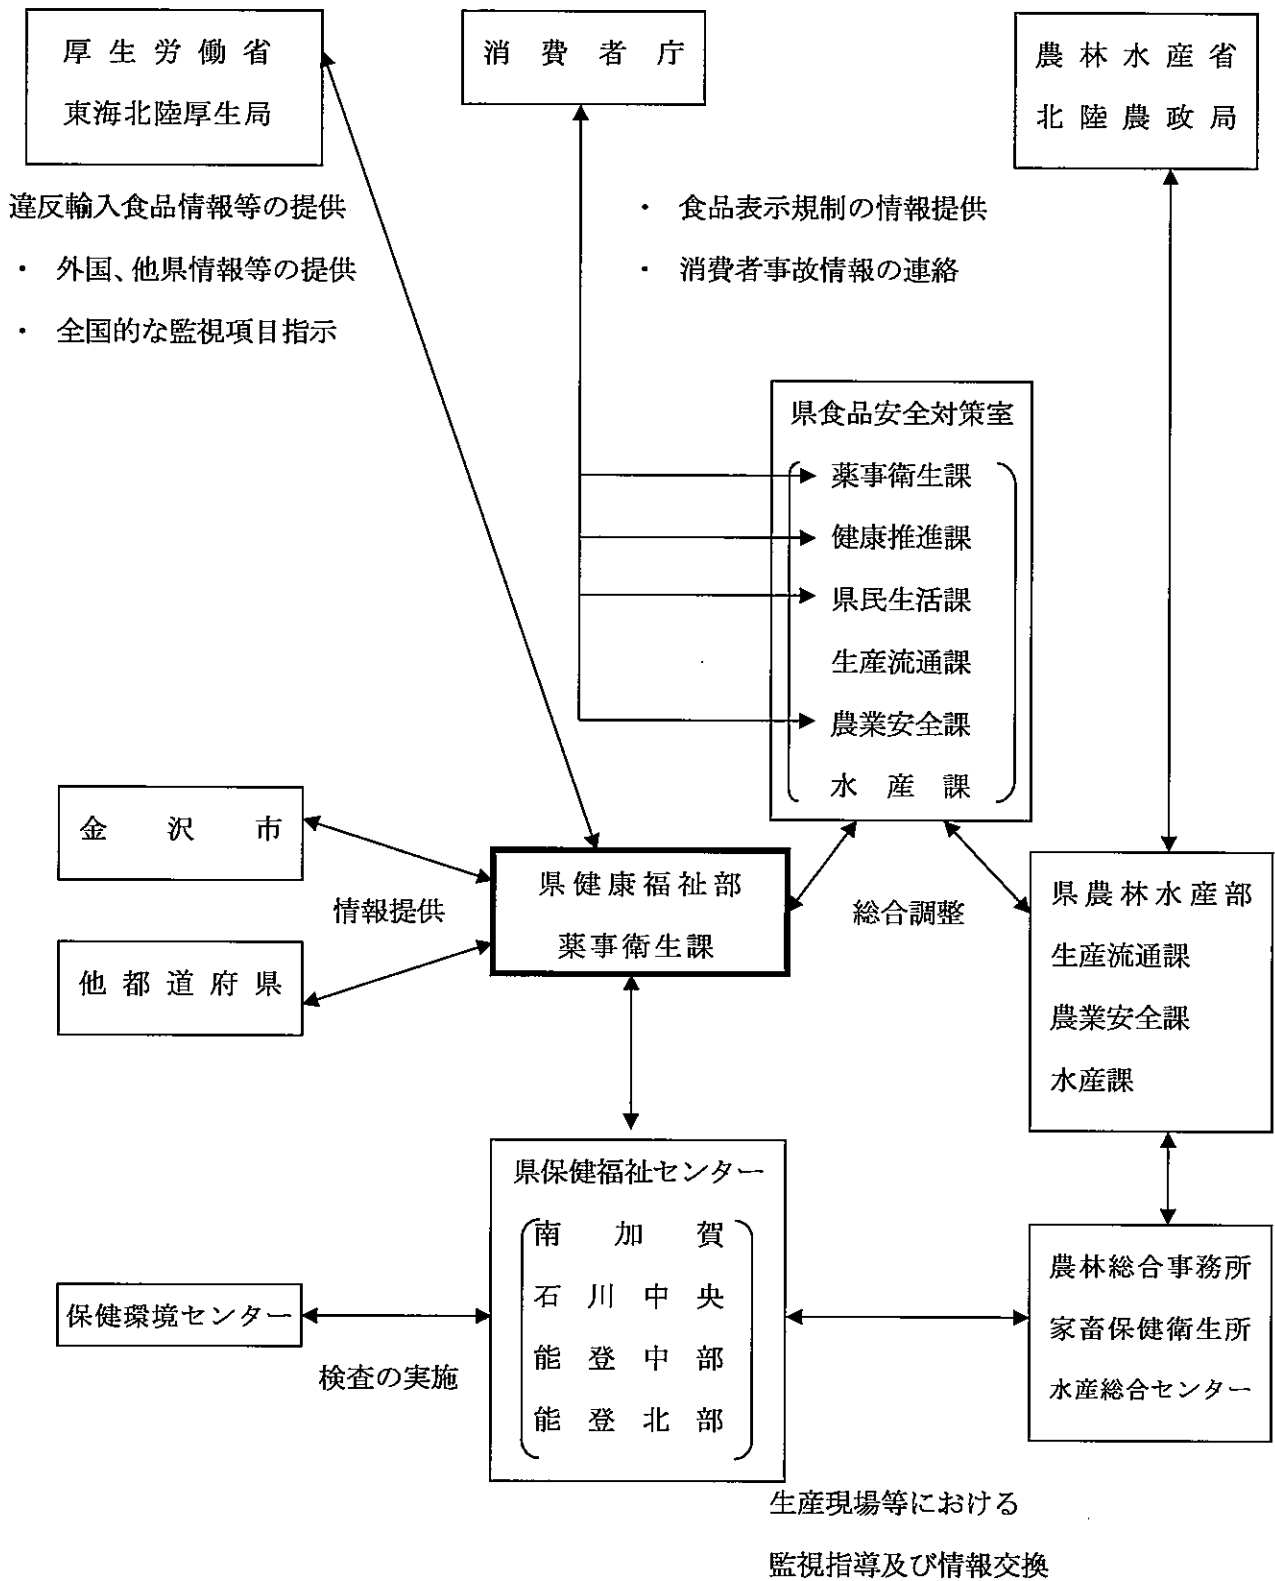 厚生労働省
東海北陸厚生局
消費者庁
農林水産省
北陸農政局
違反輸入食品情報等の提供
・ 外国、他県情報等の提供
・ 全国的な監視項目指示
・ 食品表示規制の情報提供
・ 消費者事故情報の連絡
県食品安全対策室
薬事衛生課
健康推進課
県民生活課
生産流通課
農業安全課
水産課
金沢市
情報提供
他都道府県
県健康福祉部
薬事衛生課
総合調整
県農林水産部
生産流通課
農業安全課
水産課
県保健福祉センター
南加賀
石川中央
能登中部
能登北部
保健環境センター
検査の実施
農林総合事務所
家畜保健衛生所
水産総合センター
生産現場等における
監視指導及び情報交換